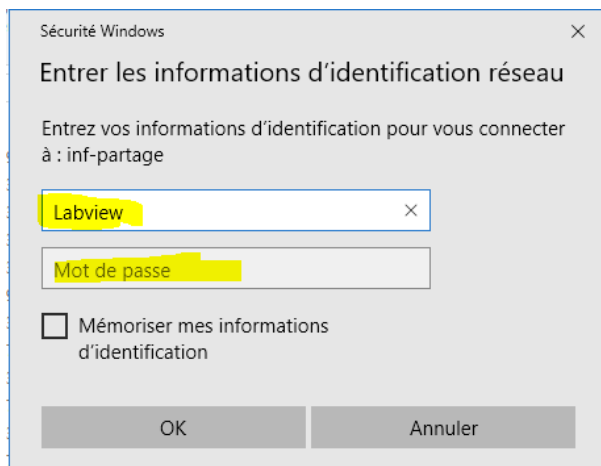 Sécurité Windows
Entrer les informations d’identification réseau
Entrez vos informations d’identification pour vous connecter
à : inf-partage
Labview
Mot de passe
Mémoriser mes informations
d’identification
OK
Annuler